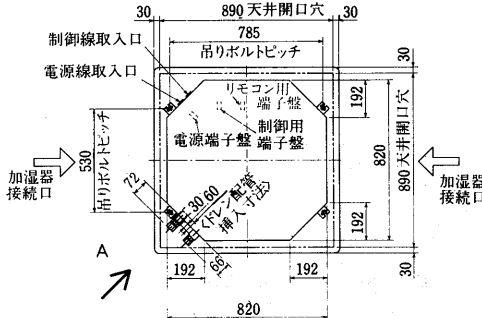 30
890 天井開口穴
30
785
吊りボルトピッチ
制御線取入口
電源線取入口
リモコン用
端子盤
制御用
端子盤
電源端子盤
30
192
820
890 天井開口穴
192
30
530
吊りボルトピッチ
加湿器
接続口
加湿器
接続口
72
30 60
〈ドレン配管
挿入寸法〉
A
192
66
192
820